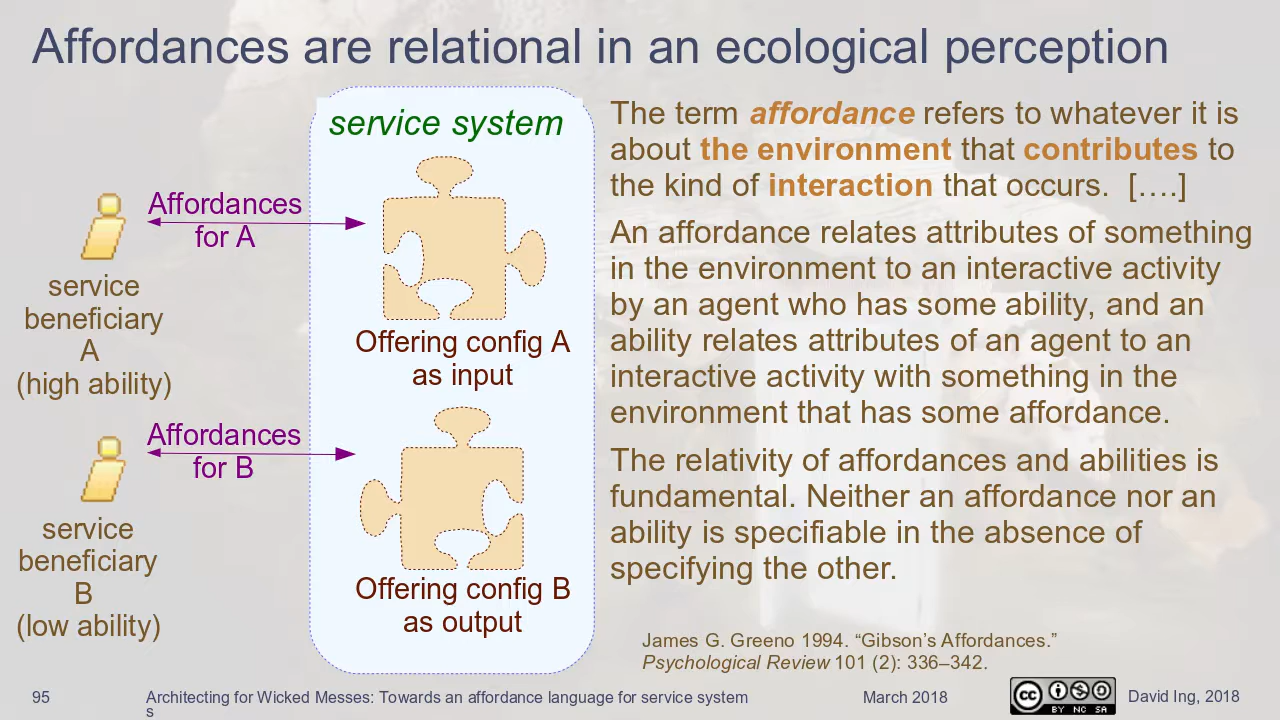 Affordances are relational in an ecological perception
service system
Affordances
for A
service
beneficiary
A
(high ability)
Offering config A
as input
Affordances
for B
service
beneficiary
B
(low ability)
Offering config B
as output
The term affordance refers to whatever it is
about the environment that contributes to
the kind of interaction that occurs.  [….]
An affordance relates attributes of something
in the environment to an interactive activity
by an agent who has some ability, and an
ability relates attributes of an agent to an
interactive activity with something in the
environment that has some affordance.
The relativity of affordances and abilities is
fundamental. Neither an affordance nor an
ability is specifiable in the absence of
specifying the other.
James G. Greeno 1994. “Gibson’s Affordances.”
Psychological Review 101 (2): 336–342.
95
Architecting for Wicked Messes: Towards an affordance language for service system
s
March 2018
cc
BY NC SA
David Ing, 2018